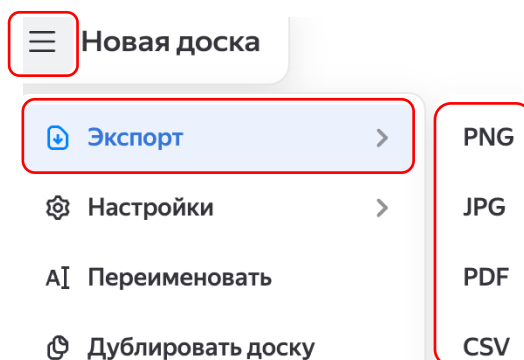 Новая доска
Экспорт
Настройки
Переименовать
Дублировать доску
PNG
JPG
PDF
CSV